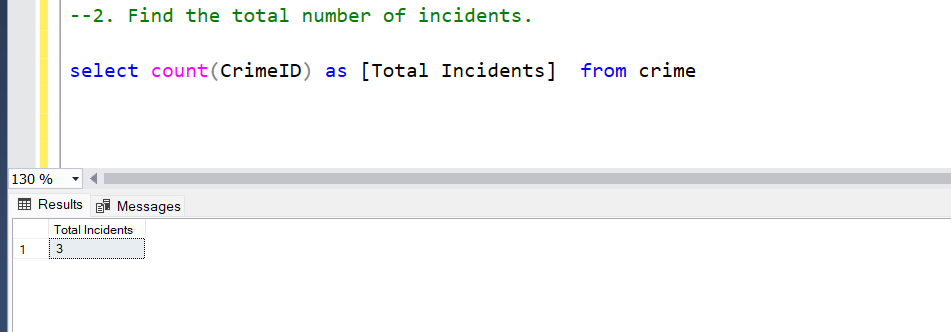 --2. Find the total number of incidents.
select count(CrimeID) as [Total Incidents]  from crime
130 %
Results Messages
Total Incidents
1 3